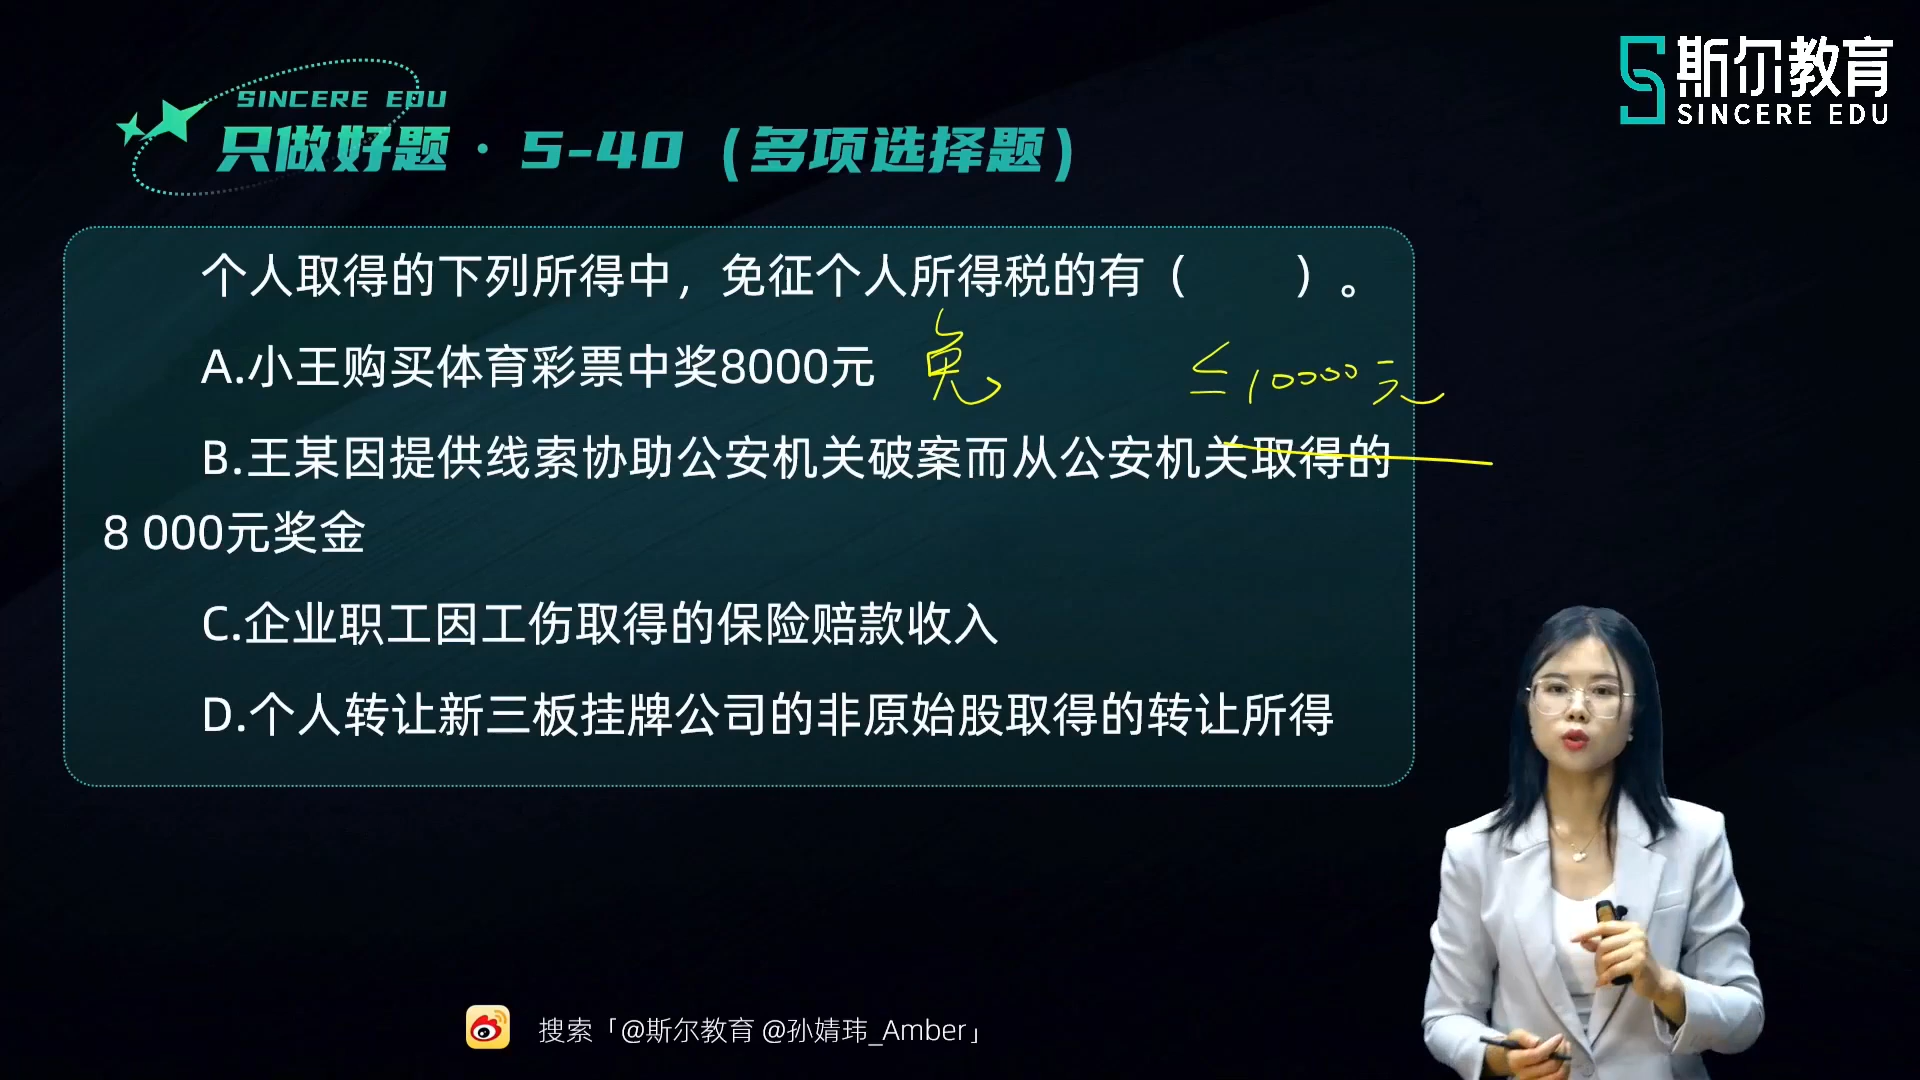 SINCERE EDU
只做好题·5-40（多项选择题）
斯尔教育
SINCERE EDU
个人取得的下列所得中，免征个人所得税的有（　　）。
A.小王购买体育彩票中奖8000元 免 ≤10000元
B.王某因提供线索协助公安机关破案而从公安机关取得的
8 000元奖金
C.企业职工因工伤取得的保险赔款收入
D.个人转让新三板挂牌公司的非原始股取得的转让所得
搜索「@斯尔教育 @孙婧玮_Amber」